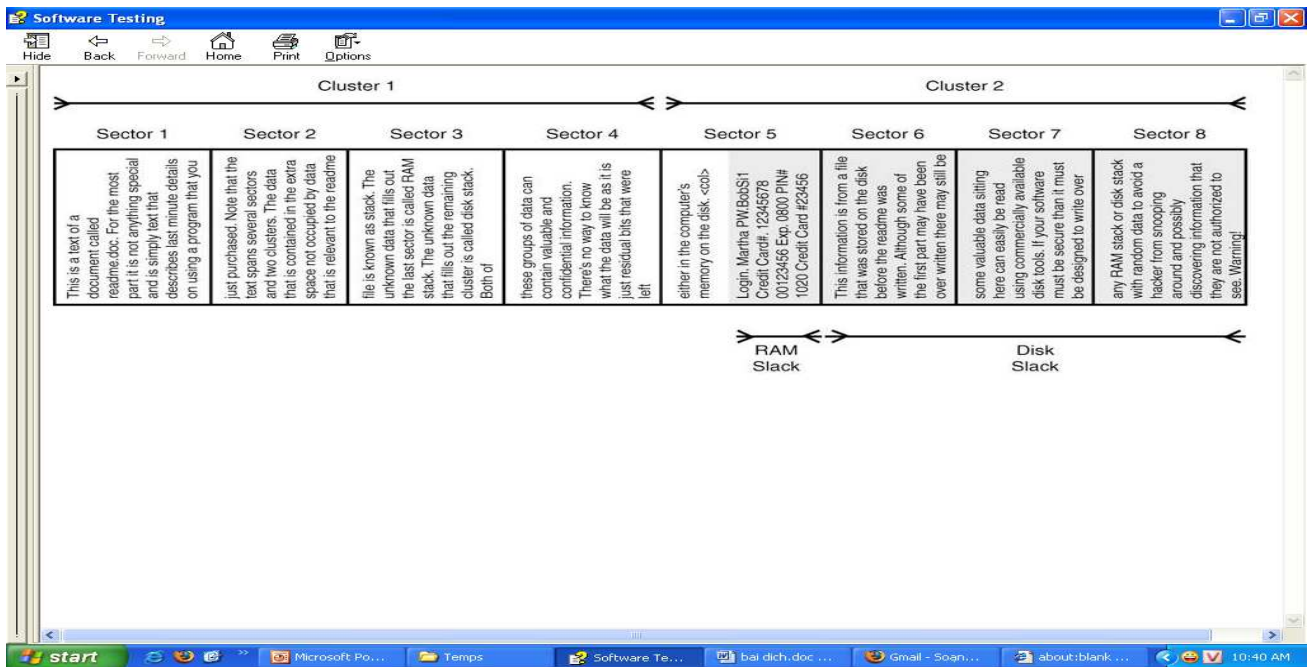 Software Testing
Hide Back Forward Home Print Options
Cluster 1 Cluster 2
Sector 1 Sector 2 Sector 3 Sector 4 Sector 5 Sector 6 Sector 7 Sector 8
This is a text of a
document called
readme.doc. For the most
part it is not anything special
and is simply text that
describes last minute details
on using a program that you
just purchased. Note that the
text spans several sectors
and two clusters. The data
that is contained in the extra
space not occupied by data
that is relevant to the readme
file is known as stack. The
unknown data that fills out
the last sector is called RAM
stack. The unknown data
that fills out the remaining
cluster is called disk stack.
Both of
these groups of data can
contain valuable and
confidential information.
There's no way to know
what the data will be as it is
just residual bits that were
left
either in the computer's
memory on the disk. <col>
Login. Martha PW.BobSi1
Credit Card#. 12345678
00123456 Exp. 0800 PIN#
1020 Credit Card #23456
This information is from a file
that was stored on the disk
before the readme was
written. Although some of
the first part may have been
over written there may still be
some valuable data sitting
here can easily be read
using commercially available
disk tools. If your software
must be secure than it must
be designed to write over
any RAM stack or disk stack
with random data to avoid a
hacker from snooping
around and possibly
discovering information that
they are not authorized to
see. Warning!
RAM
Slack
Disk
Slack
start Microsoft Po... Temps Software Te... bai dich.doc ... Gmail - Soạn... about:blank ... 10:40 AM